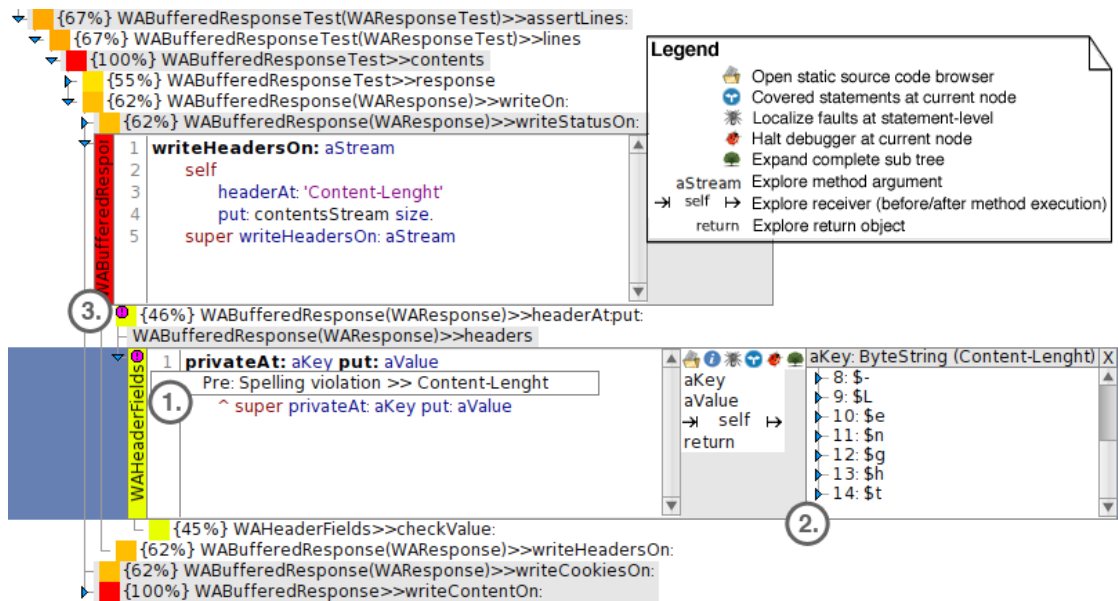 {67%} WABufferedResponseTest(WAResponseTest)>>assertLines:
{67%} WABufferedResponseTest(WAResponseTest)>>lines
{100%} WABufferedResponseTest>>contents
{55%} WABufferedResponseTest>>response
{62%} WABufferedResponse(WAResponse)>>writeOn:
{62%} WABufferedResponse(WAResponse)>>writeStatusOn:
Legend
Open static source code browser
Covered statements at current node
Localize faults at statement-level
Halt debugger at current node
Expand complete sub tree
aStream Explore method argument
self Explore receiver (before/after method execution)
return Explore return object
WABufferedRespor
1 writeHeadersOn: aStream
2 self
3 headerAt: 'Content-Lenght'
4 put: contentsStream size.
5 super writeHeadersOn: aStream
3.
{46%} WABufferedResponse(WAResponse)>>headerAt:put:
WABufferedResponse(WAResponse)>>headers
WAHeaderFields
1 privateAt: aKey put: aValue
Pre: Spelling violation >> Content-Lenght
1.
^ super privateAt: aKey put: aValue
aKey
aValue
self
return
aKey: ByteString (Content-Lenght) X
8: $-
9: $L
10: $e
11: $n
12: $g
13: $h
14: $t
2.
{45%} WAHeaderFields>>checkValue:
{62%} WABufferedResponse(WAResponse)>>writeHeadersOn:
{62%} WABufferedResponse(WAResponse)>>writeCookiesOn:
{100%} WABufferedResponse>>writeContentOn: